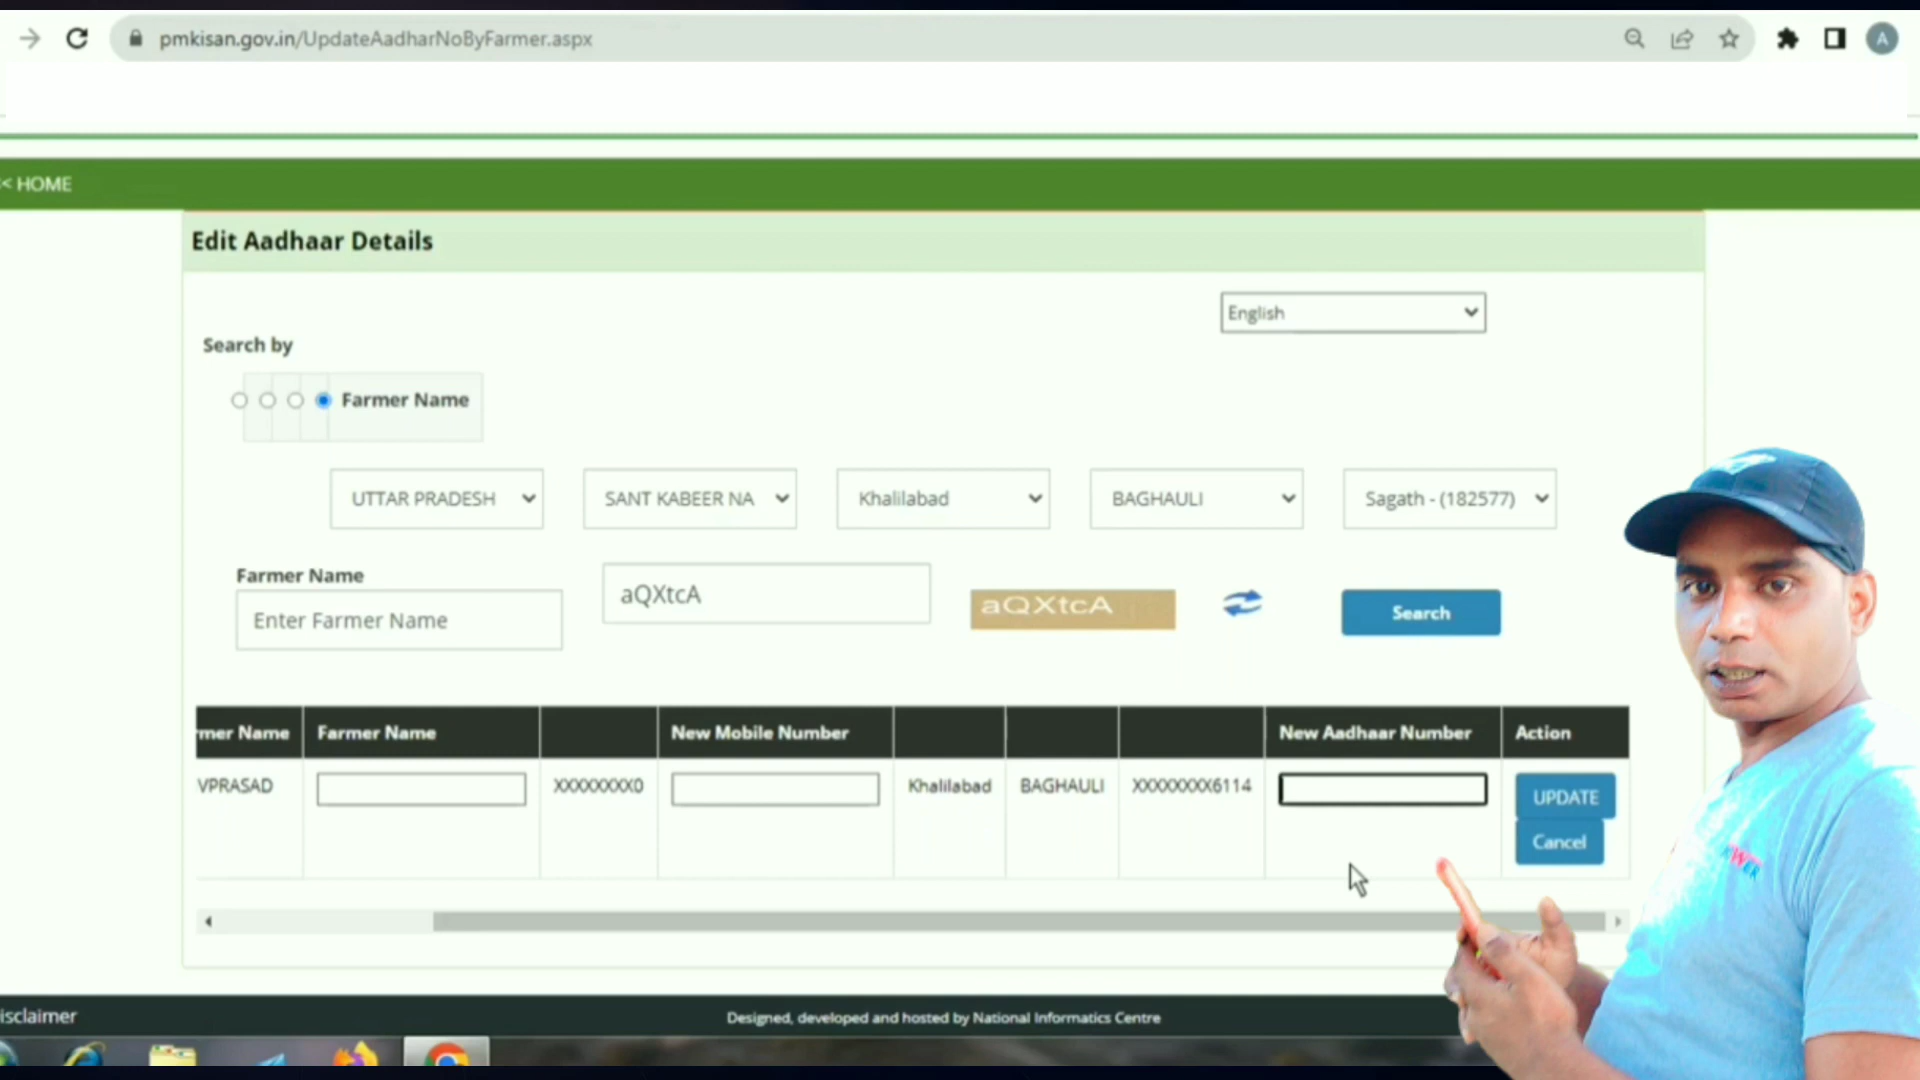 pmkisan.gov.in/UpdateAadharNoByFarmer.aspx
A
< HOME
Edit Aadhaar Details
English
Search by
Farmer Name
UTTAR PRADESH SANT KABEER NA Khalilabad BAGHAULI Sagath - (182577)
Farmer Name
Enter Farmer Name
aQXtcA
aQXtcA
Search
mer Name Farmer Name New Mobile Number New Aadhaar Number Action
VPRASAD XXXXXXXX0 Khalilabad BAGHAULI XXXXXXXX6114 UPDATE
Cancel
isclaimer
Designed, developed and hosted by National Informatics Centre